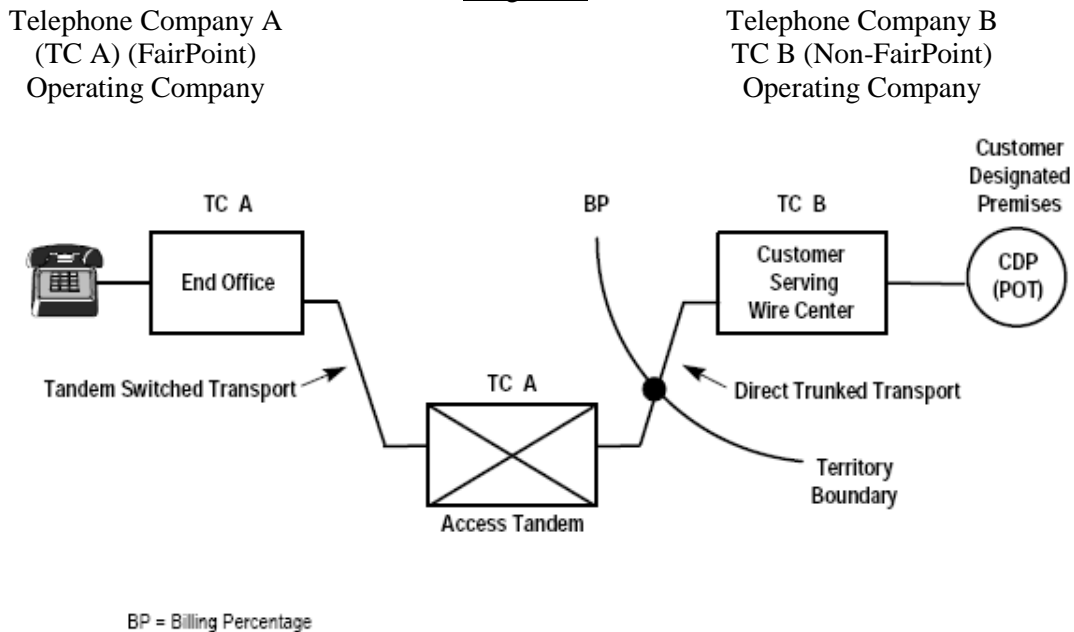 Telephone Company A
(TC A) (FairPoint)
Operating Company
Telephone Company B
TC B (Non-FairPoint)
Operating Company
Customer
Designated
Premises
TC A
BP
TC B
End Office
Customer
Serving
Wire Center
CDP
(POT)
Tandem Switched Transport
TC A
Direct Trunked Transport
Territory
Boundary
Access Tandem
BP = Billing Percentage